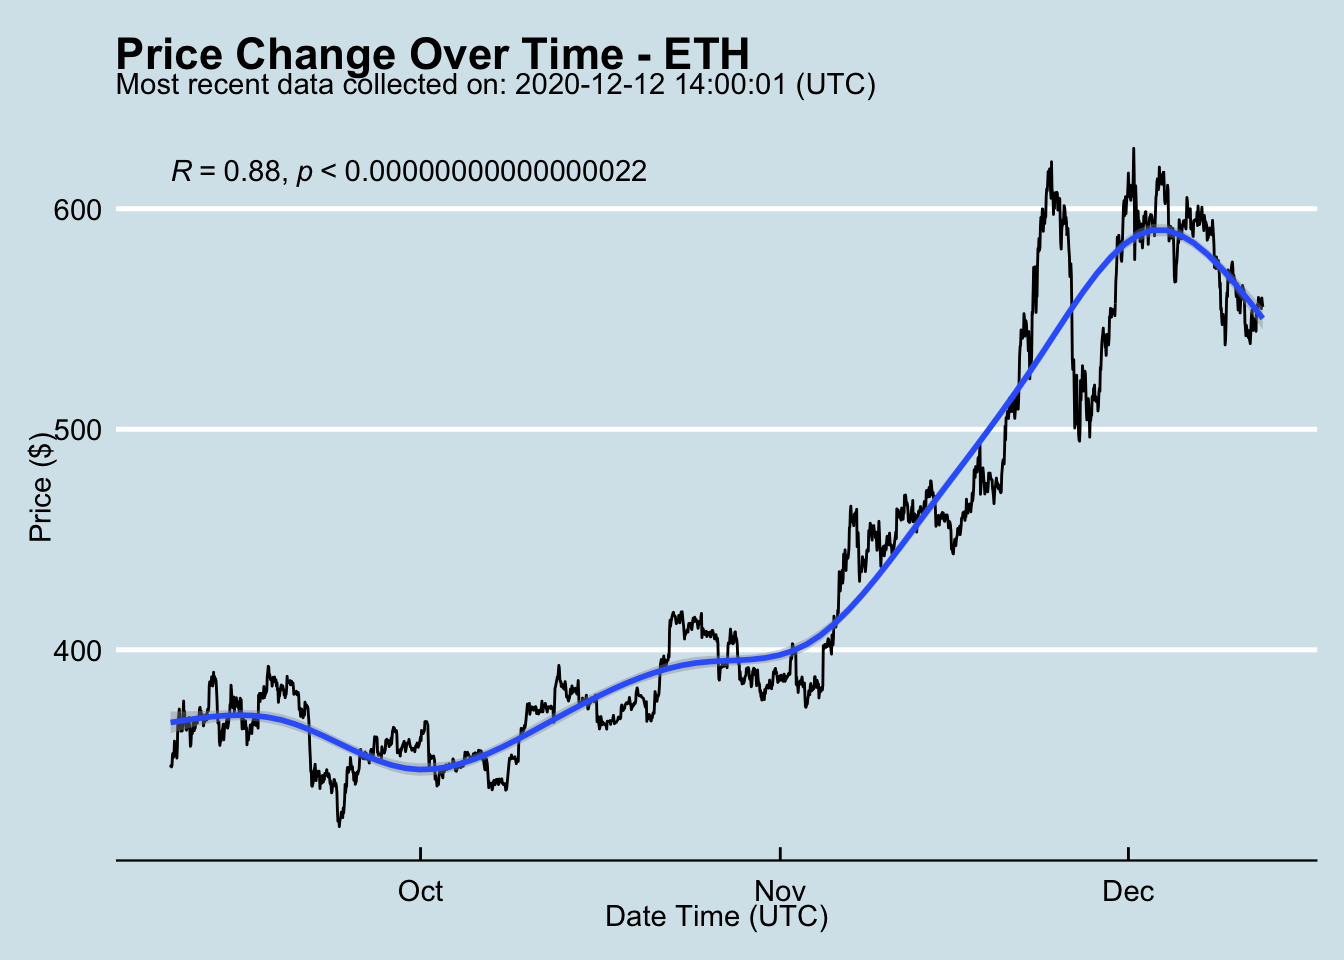 Price Change Over Time - ETH
Most recent data collected on: 2020-12-12 14:00:01 (UTC)
R = 0.88, p < 0.00000000000000022
600
500
400
Price ($)
Oct
Nov
Dec
Date Time (UTC)